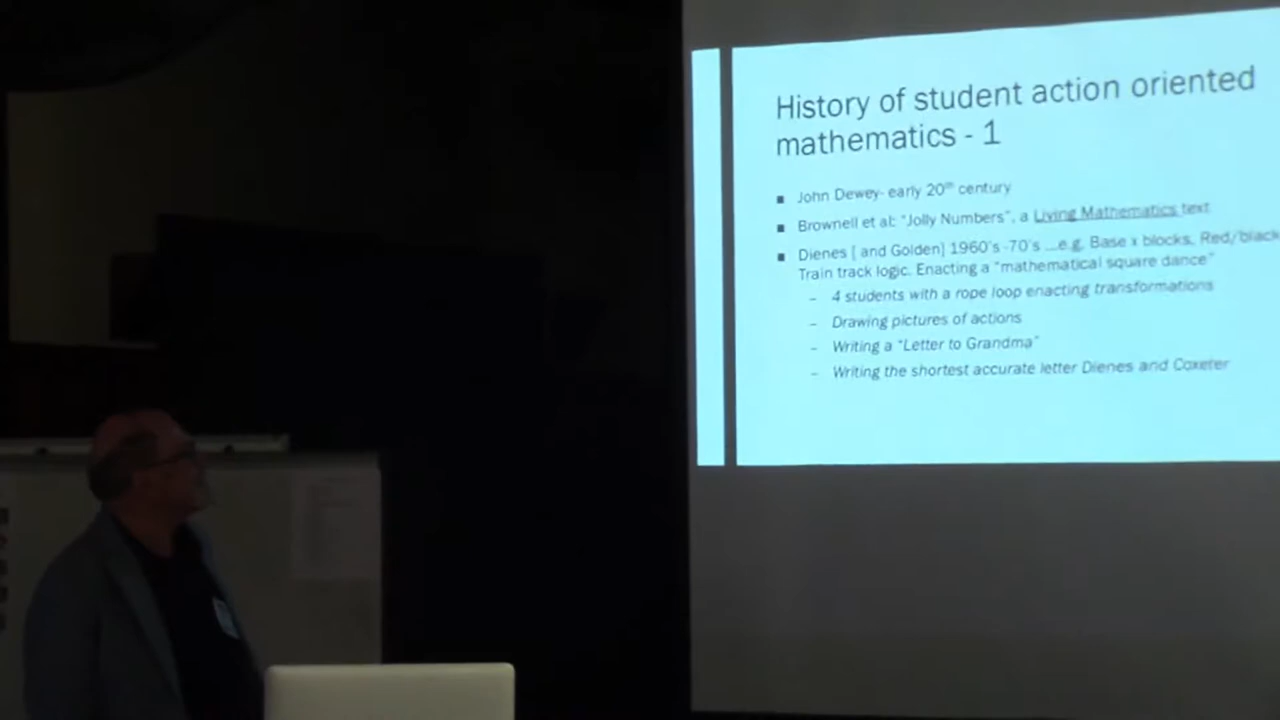 History of student action oriented
mathematics - 1
▪ John Dewey- early 20th century
▪ Brownell et al: "Jolly Numbers", a Living Mathematics text
▪ Dienes [ and Golden] 1960's -70's ...e.g. Base x blocks, Red/black
Train track logic. Enacting a "mathematical square dance"
– 4 students with a rope loop enacting transformations
– Drawing pictures of actions
– Writing a "Letter to Grandma"
– Writing the shortest accurate letter Dienes and Coxeter